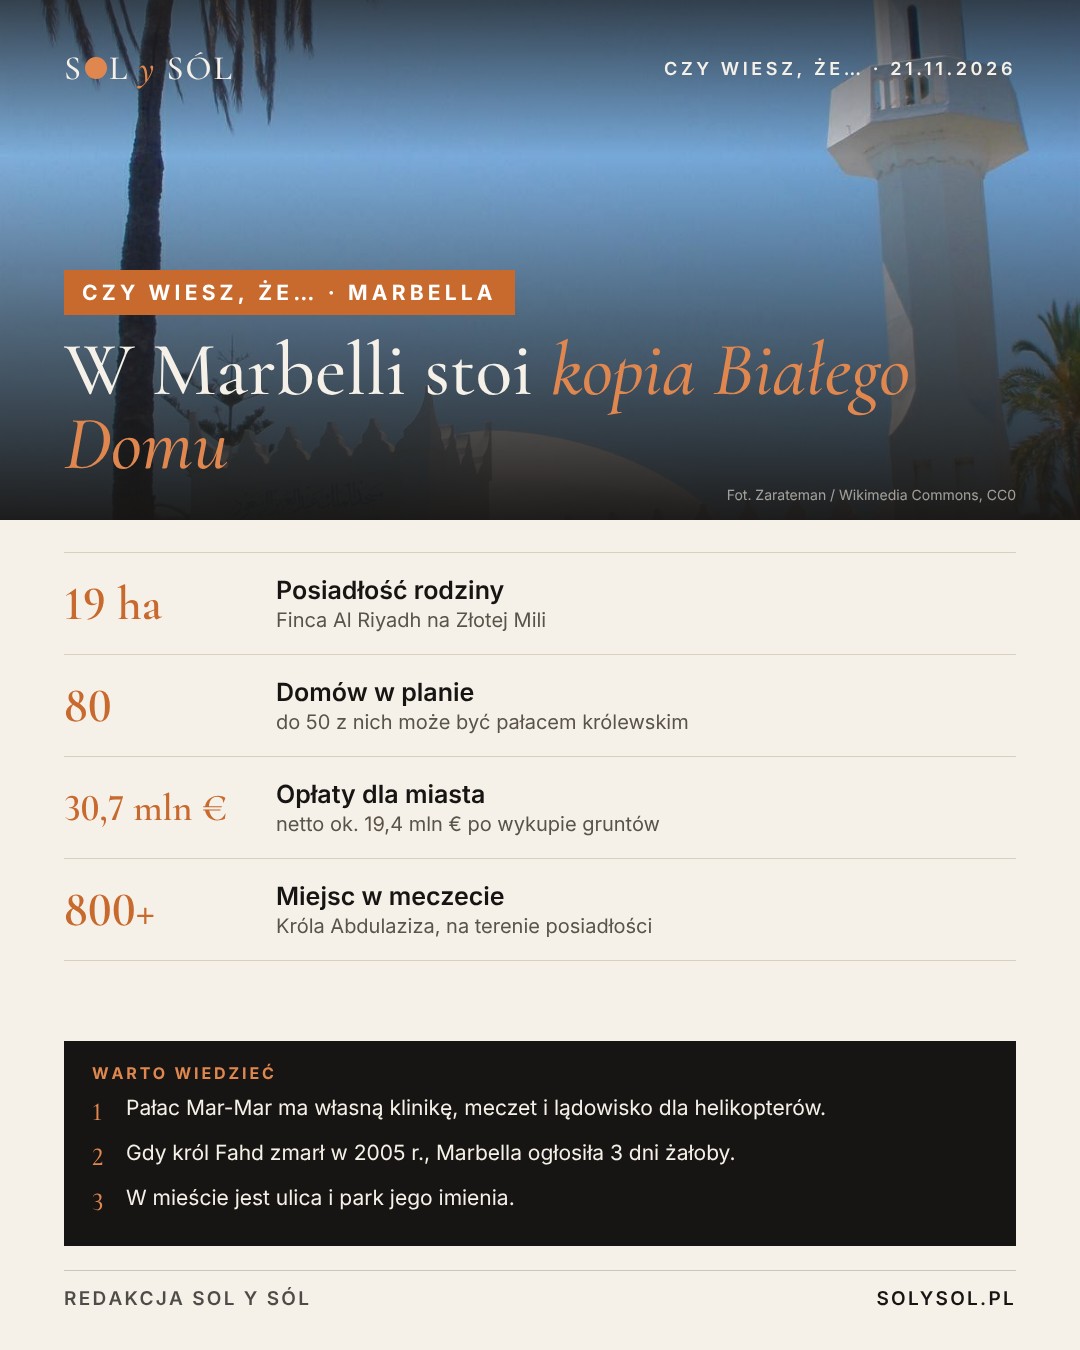 SOL y SÓL
CZY WIESZ, ŻE… · 21.11.2026
CZY WIESZ, ŻE… · MARBELLA
W Marbelli stoi kopia Białego
Domu
Fot. Zarateman / Wikimedia Commons, CC0
19 ha
Posiadłość rodziny
Finca Al Riyadh na Złotej Mili
80
Domów w planie
do 50 z nich może być pałacem królewskim
30,7 mln €
Opłaty dla miasta
netto ok. 19,4 mln € po wykupie gruntów
800+
Miejsc w meczecie
Króla Abdulaziza, na terenie posiadłości
WARTO WIEDZIEĆ
1 Pałac Mar-Mar ma własną klinikę, meczet i lądowisko dla helikopterów.
2 Gdy król Fahd zmarł w 2005 r., Marbella ogłosiła 3 dni żałoby.
3 W mieście jest ulica i park jego imienia.
REDAKCJA SOL Y SÓL
SOLYSOL.PL